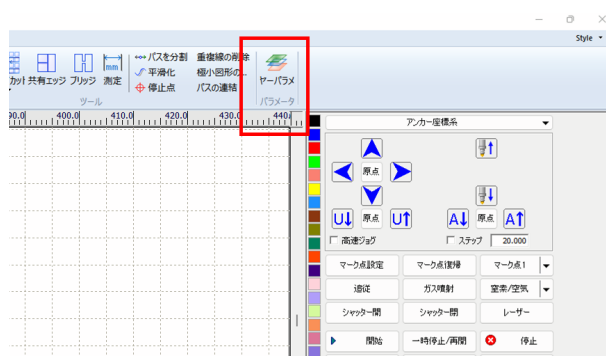 Style
パスを分割 重複線の削除
カット 共有エッジ ブリッジ 測定 平滑化 極小図形の... ヤーパラメ
mm
停止点 パスの連結
ツール パラメータ
400.0 410.0 420.0 430.0 440.
アンカー座標系
原点
U 原点 U A 原点 A
高速ジョグ ステップ 20.000
マーク点設定 マーク点復帰 マーク点1
追従 ガス噴射 窒素/空気
シャッター開 シャッター閉 レーザー
開始 一時停止/再開 停止